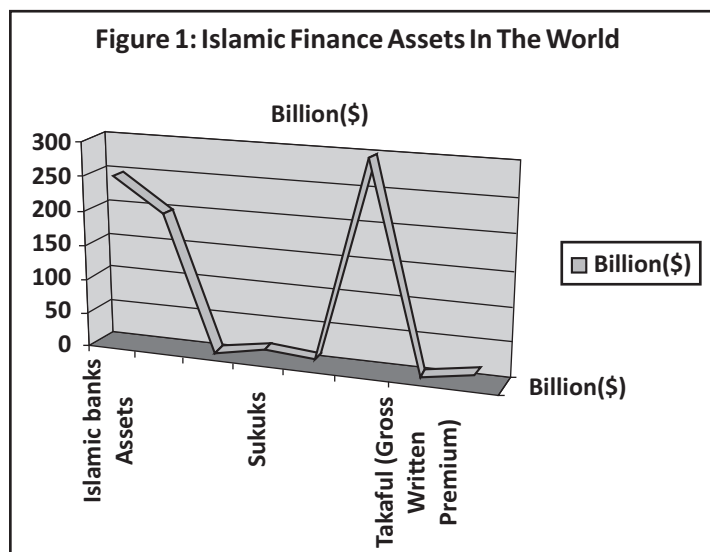 Figure 1: Islamic Finance Assets In The World
Billion($)
300
250
200
150
100
50
0
Billion($)
Billion($)
Islamic banks
Assets
Sukuks
Takaful (Gross
Written
Premium)